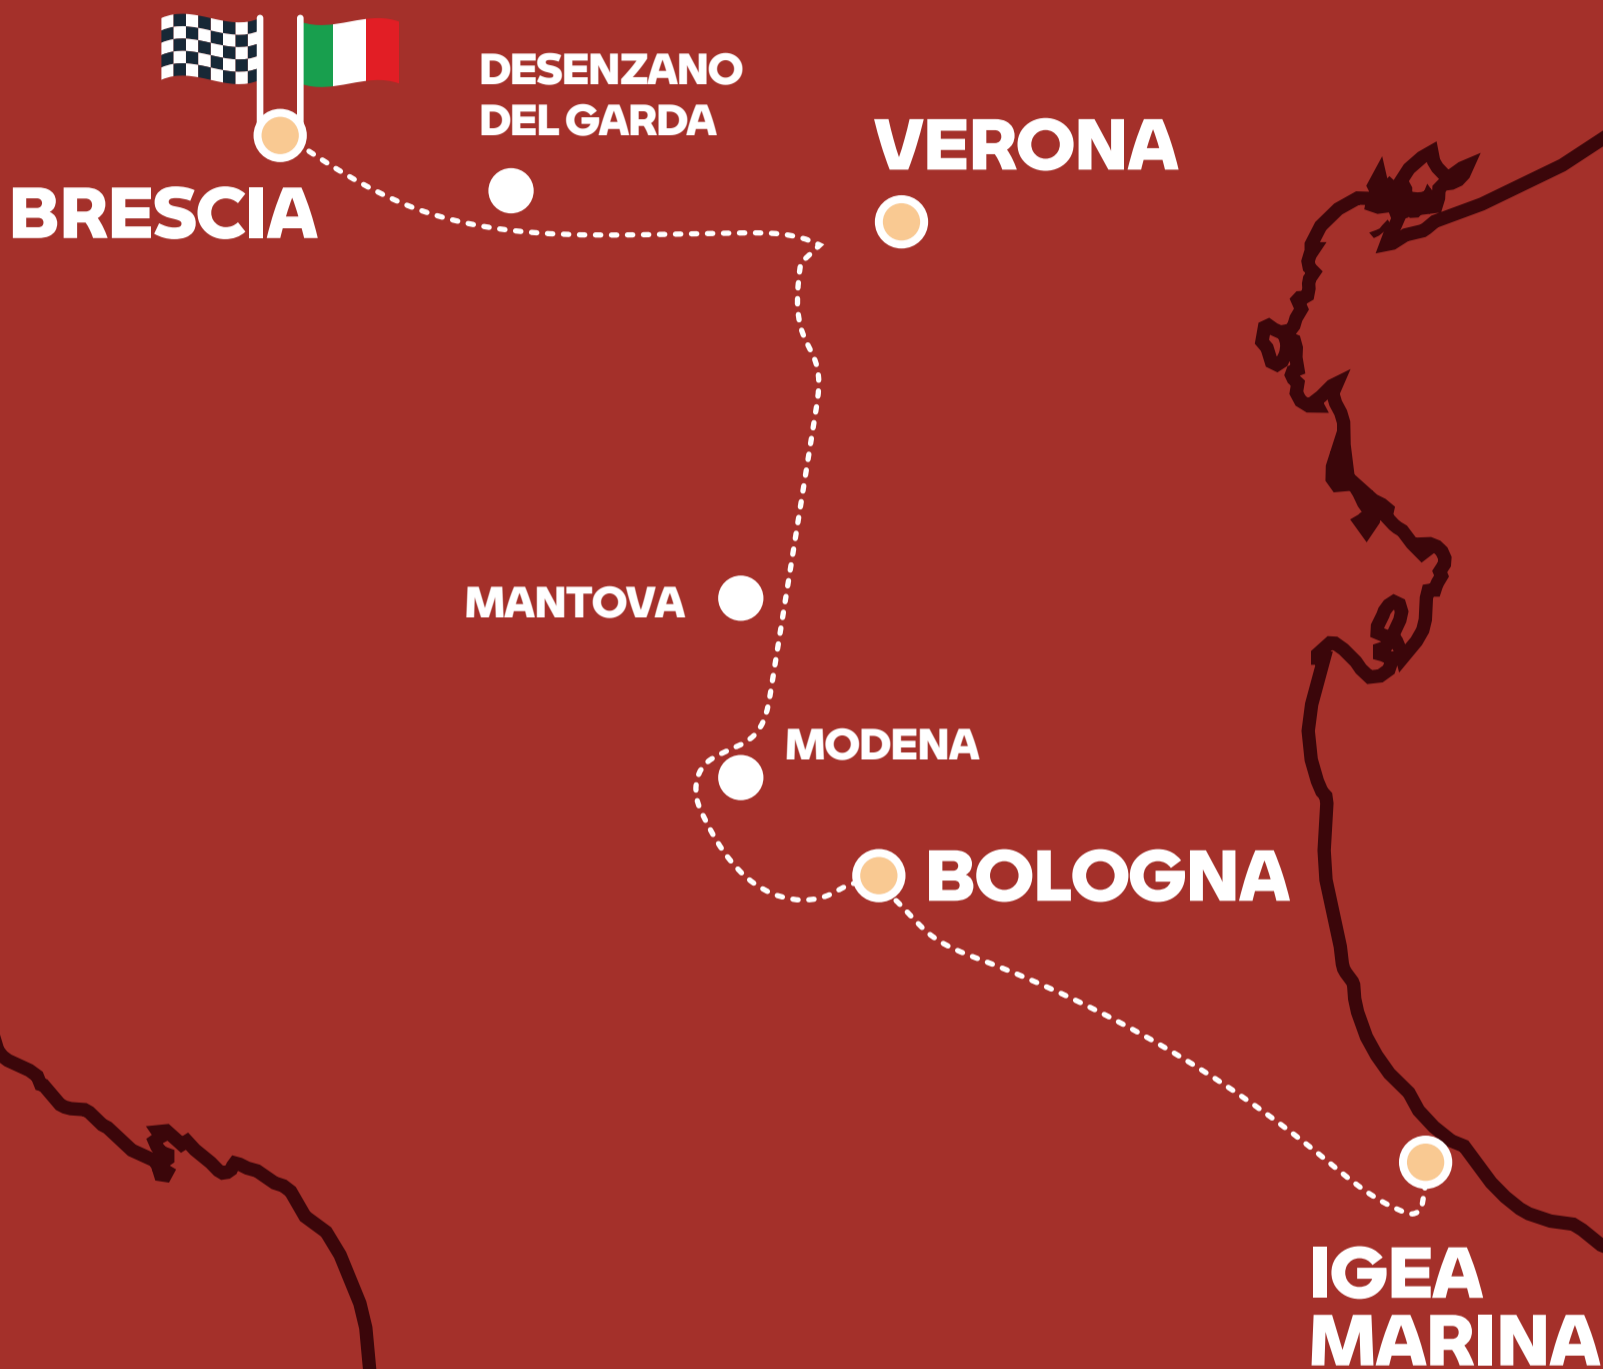 DESENZANO
DEL GARDA
VERONA
BRESCIA
MANTOVA
MODENA
BOLOGNA
IGEA
MARINA